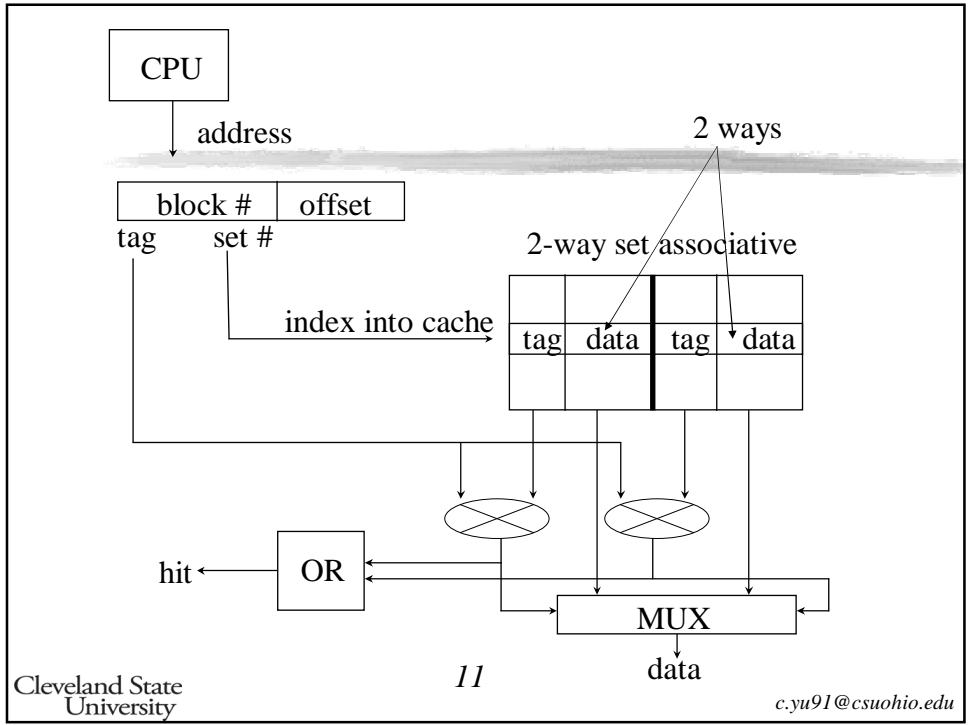 CPU
address
2 ways
block # offset
tag set #
2-way set associative
index into cache
tag data tag data
hit
OR
MUX
data
11
Cleveland State
University
c.yu91@csuohio.edu